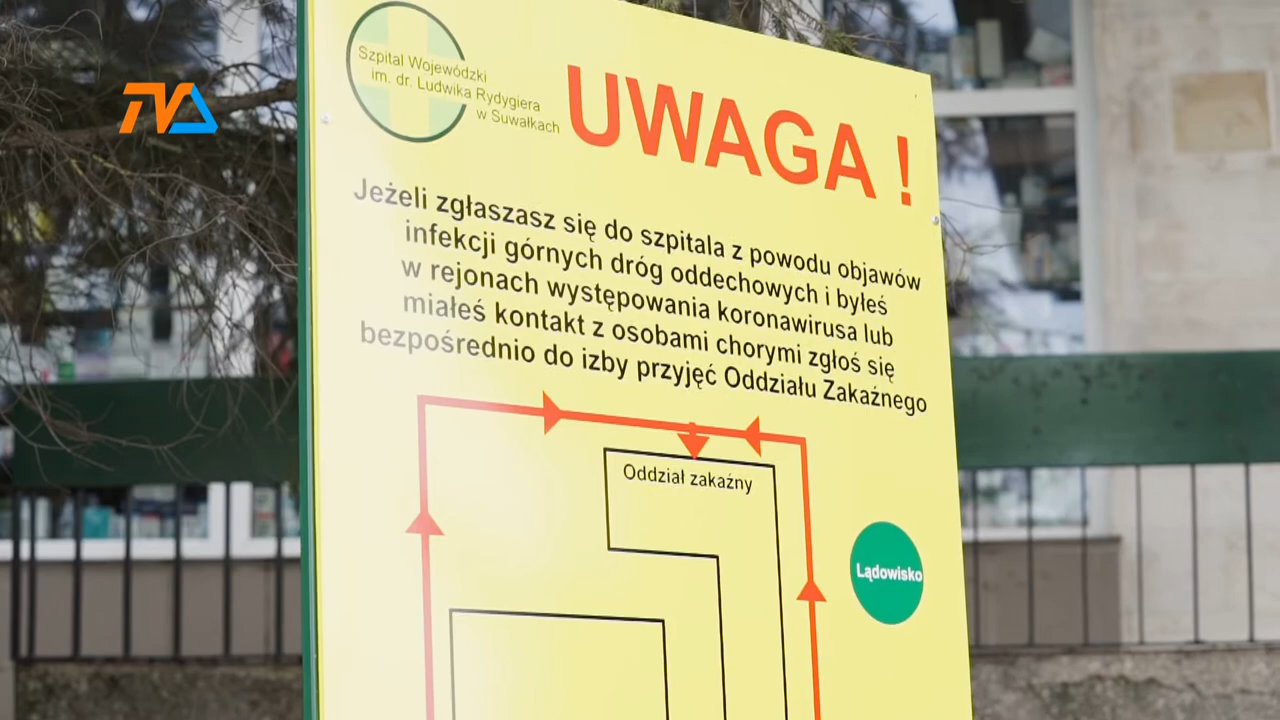 TVS
Szpital Wojewódzki
im. dr. Ludwika Rydygiera
w Suwałkach
UWAGA !
Jeżeli zgłaszasz się do szpitala z powodu objawów
infekcji górnych dróg oddechowych i byłeś
w rejonach występowania koronawirusa lub
miałeś kontakt z osobami chorymi zgłoś się
bezpośrednio do izby przyjęć Oddziału Zakaźnego
Oddział zakaźny
Lądowisko